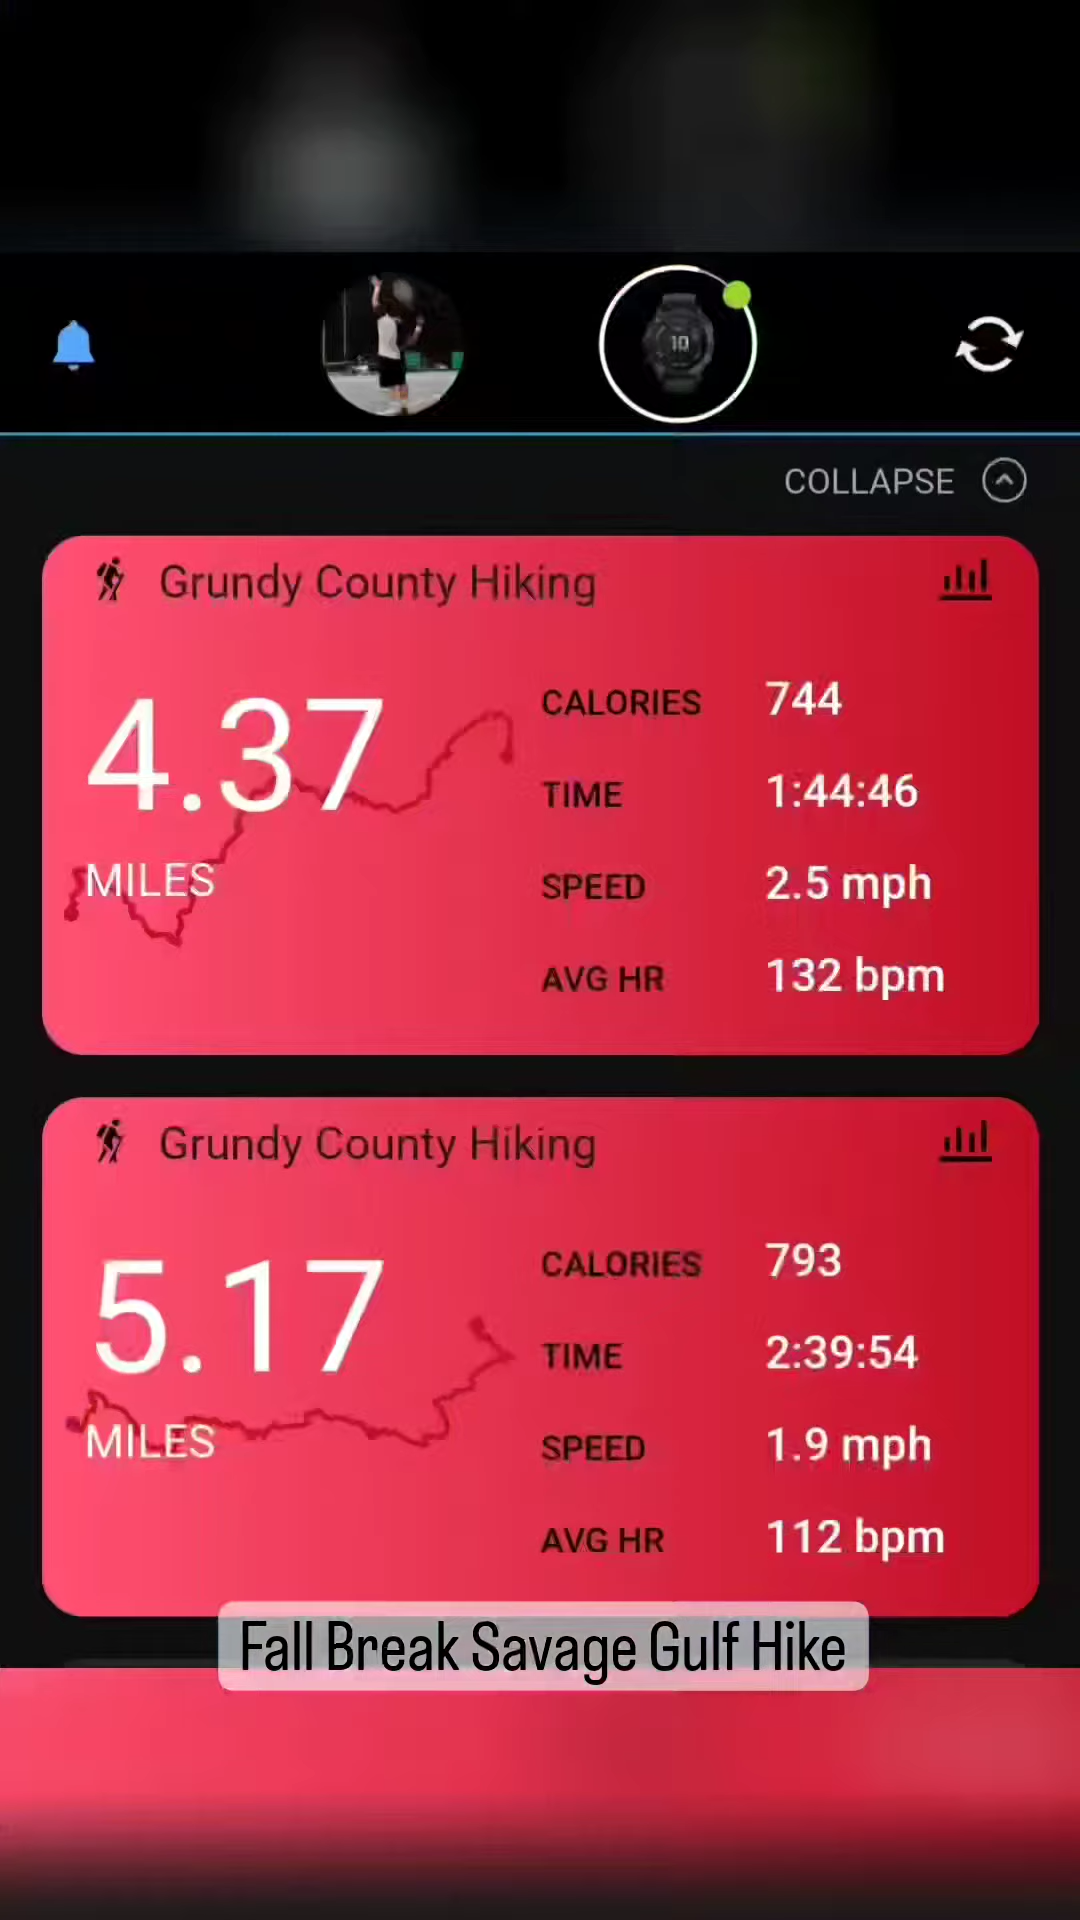 10
COLLAPSE
Grundy County Hiking
4.37
MILES
CALORIES 744
TIME 1:44:46
SPEED 2.5 mph
AVG HR 132 bpm
Grundy County Hiking
5.17
MILES
CALORIES 793
TIME 2:39:54
SPEED 1.9 mph
AVG HR 112 bpm
Fall Break Savage Gulf Hike